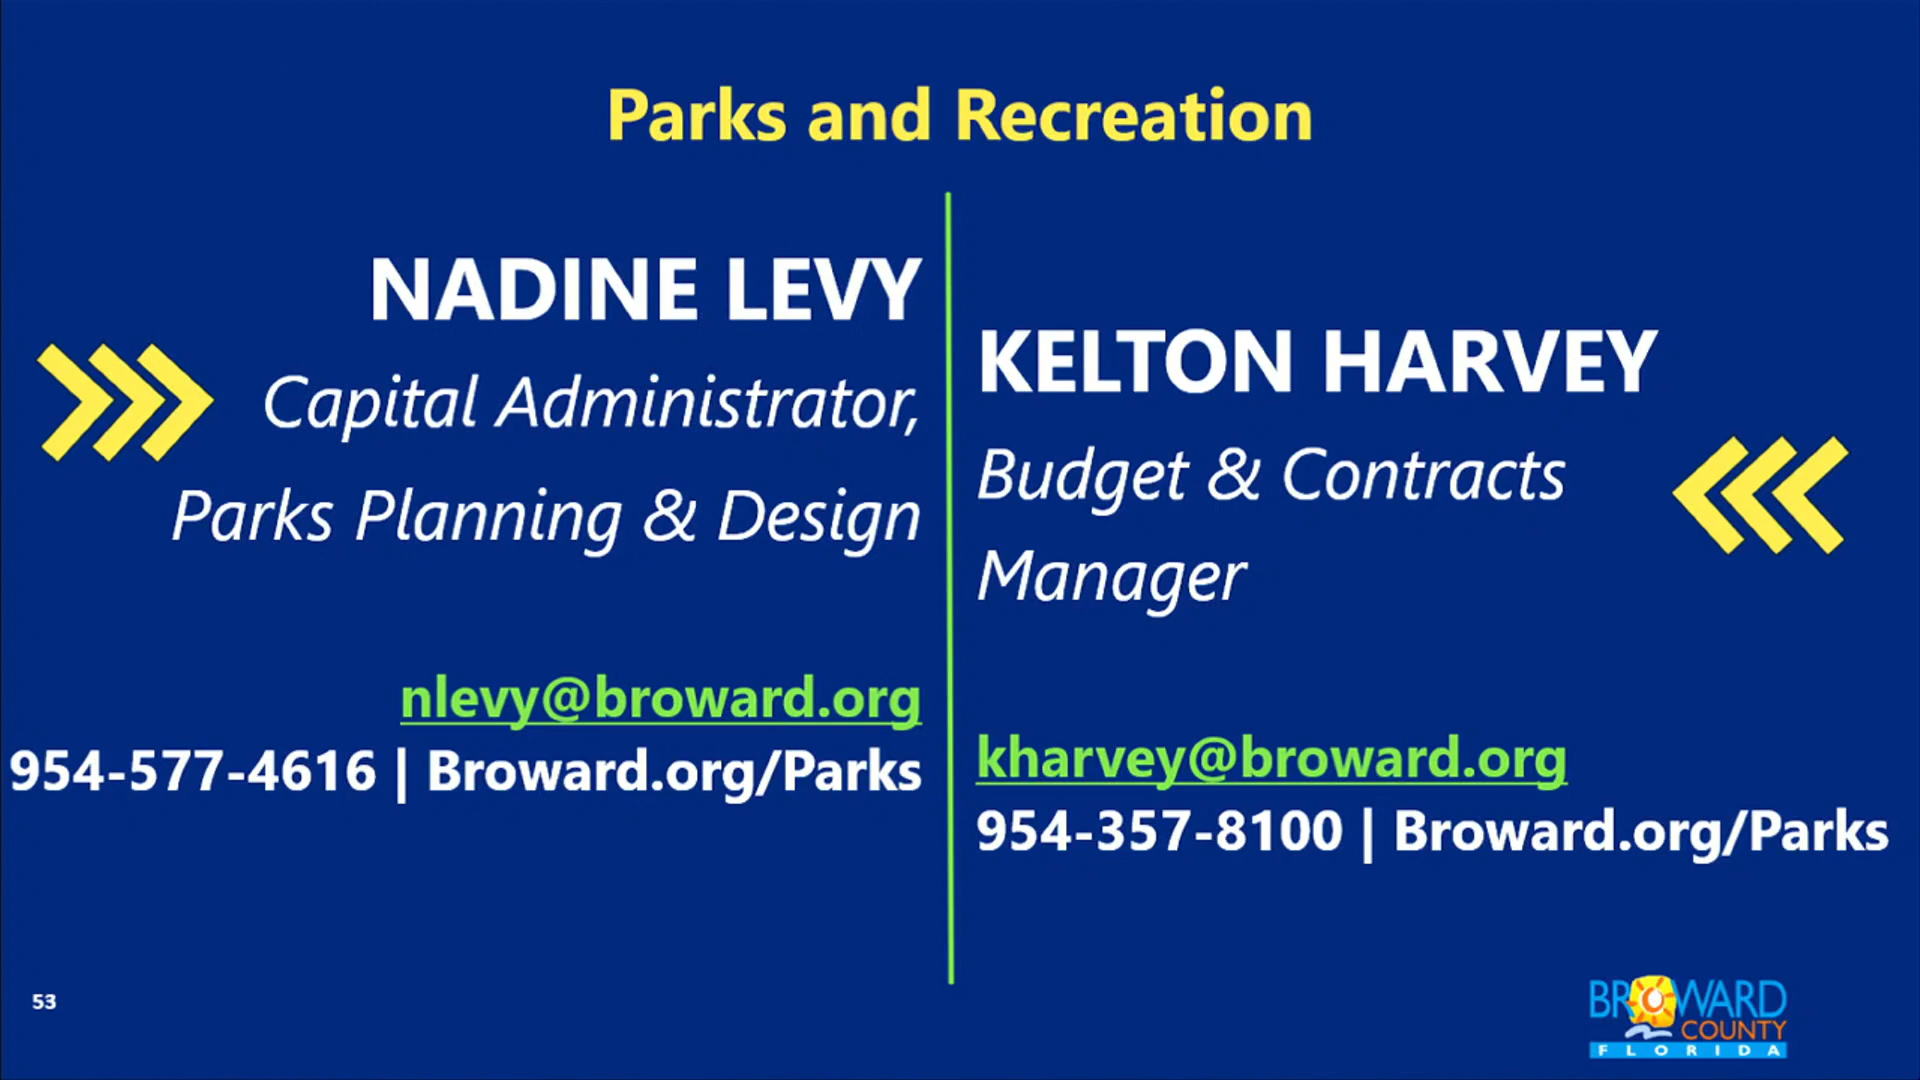 Parks and Recreation
NADINE LEVY
Capital Administrator,
Parks Planning & Design
nlevy@broward.org
954-577-4616 | Broward.org/Parks
KELTON HARVEY
Budget & Contracts
Manager
kharvey@broward.org
954-357-8100 | Broward.org/Parks
53
BROWARD
COUNTY
FLORIDA